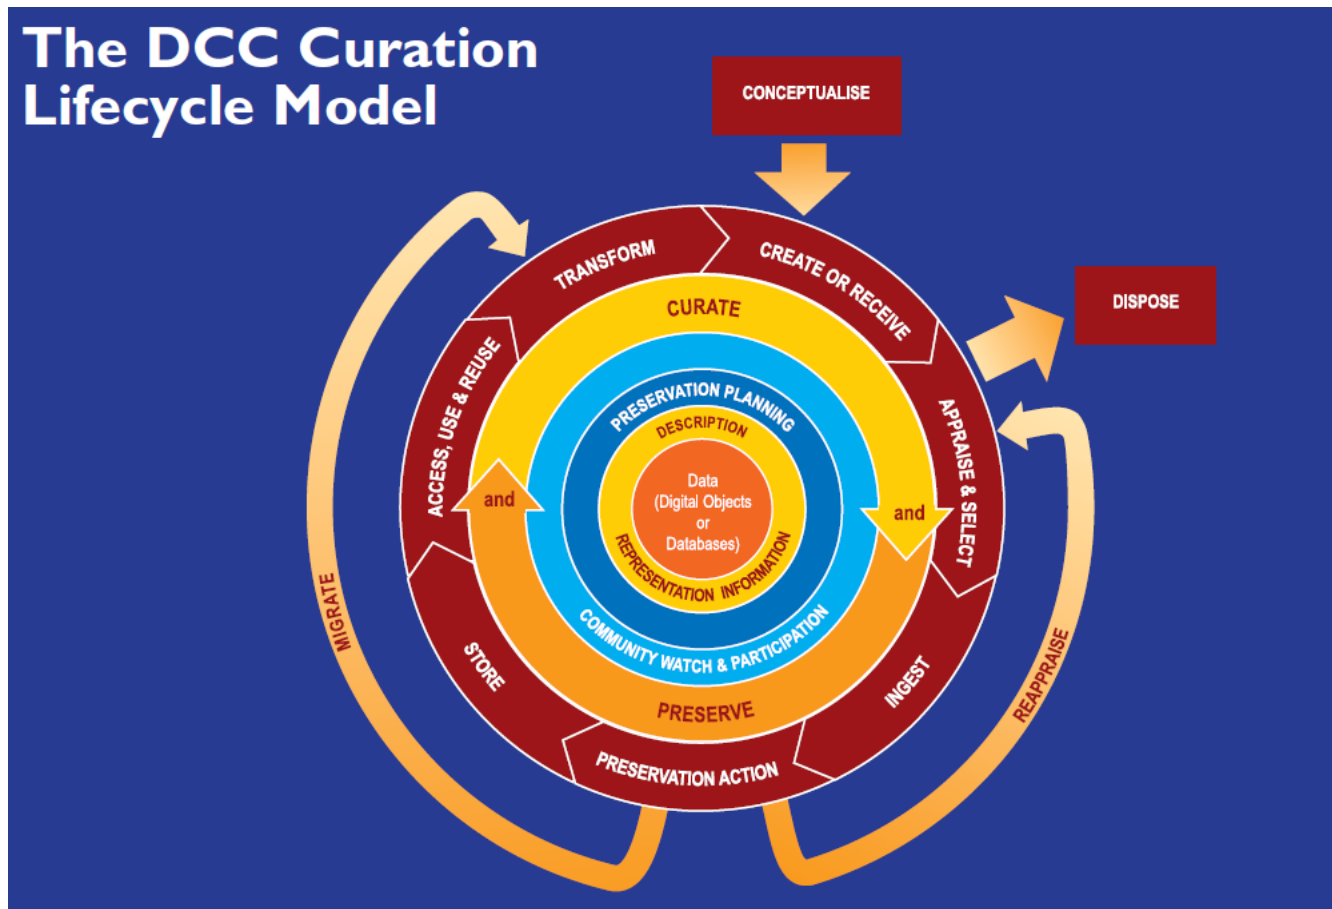 The DCC Curation
Lifecycle Model
CONCEPTUALISE
DISPOSE
TRANSFORM
CREATE OR RECEIVE
APPRAISE & SELECT
INGEST
PRESERVATION ACTION
STORE
ACCESS, USE & REUSE
CURATE
and
PRESERVE
and
COMMUNITY WATCH & PARTICIPATION
PRESERVATION PLANNING
DESCRIPTION
REPRESENTATION INFORMATION
Data
(Digital Objects
or
Databases)
MIGRATE
REAPPRAISE